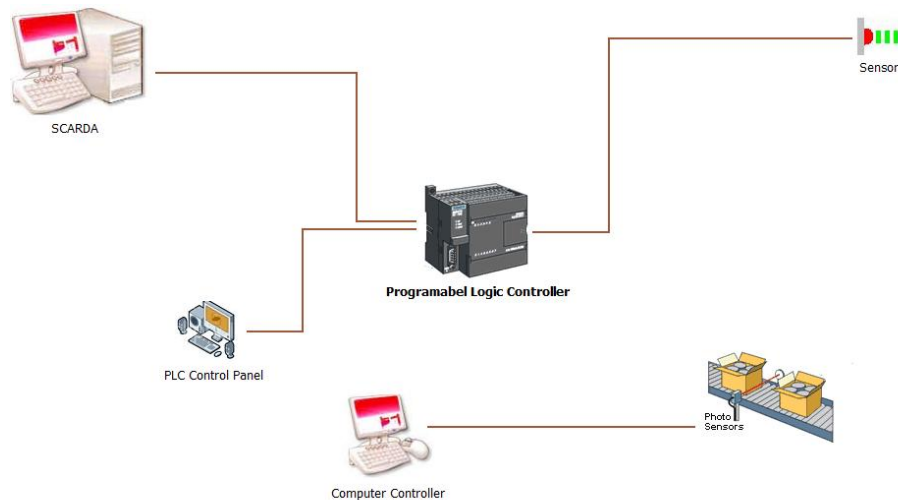 SCARDA
Sensor
Programabel Logic Controller
PLC Control Panel
Photo
Sensors
Computer Controller